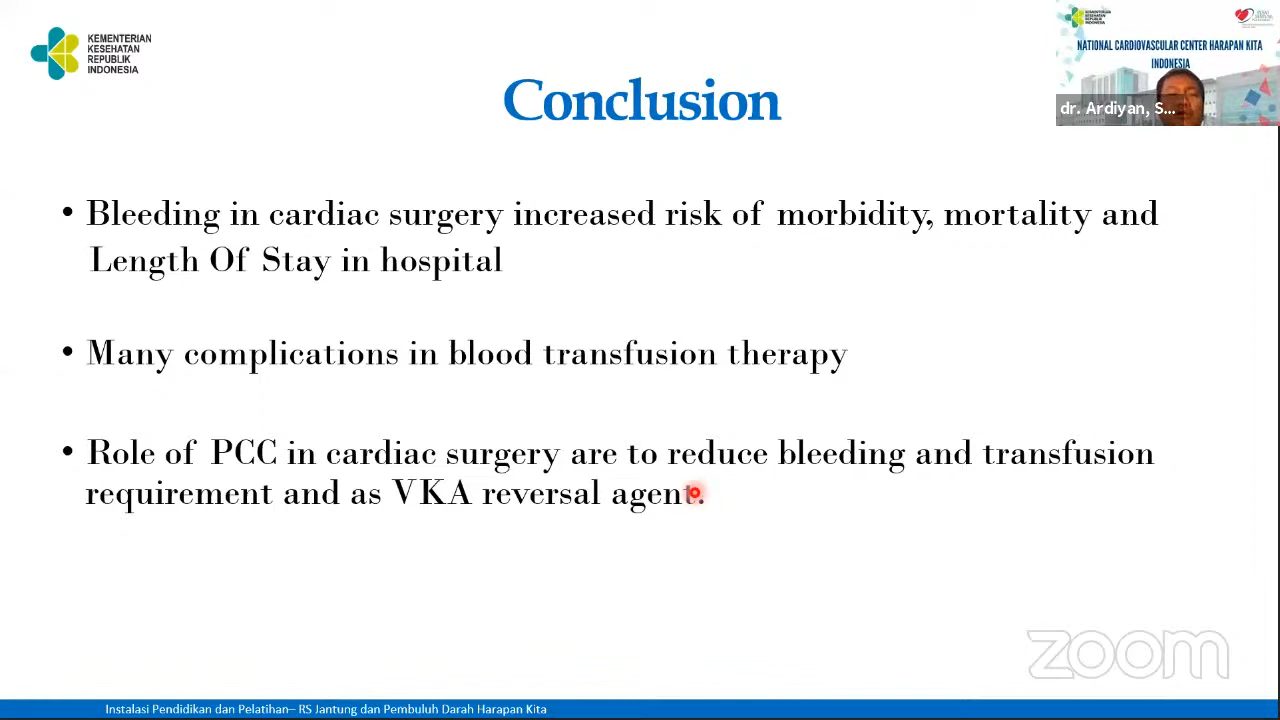 KEMENTERIAN
KESEHATAN
REPUBLIK
INDONESIA
NATIONAL CARDIOVASCULAR CENTER HARAPAN KITA
INDONESIA
dr. Ardiyan, S...
Conclusion
• Bleeding in cardiac surgery increased risk of morbidity, mortality and
Length Of Stay in hospital
• Many complications in blood transfusion therapy
• Role of PCC in cardiac surgery are to reduce bleeding and transfusion
requirement and as VKA reversal agent.
zoom
Instalasi Pendidikan dan Pelatihan– RS Jantung dan Pembuluh Darah Harapan Kita